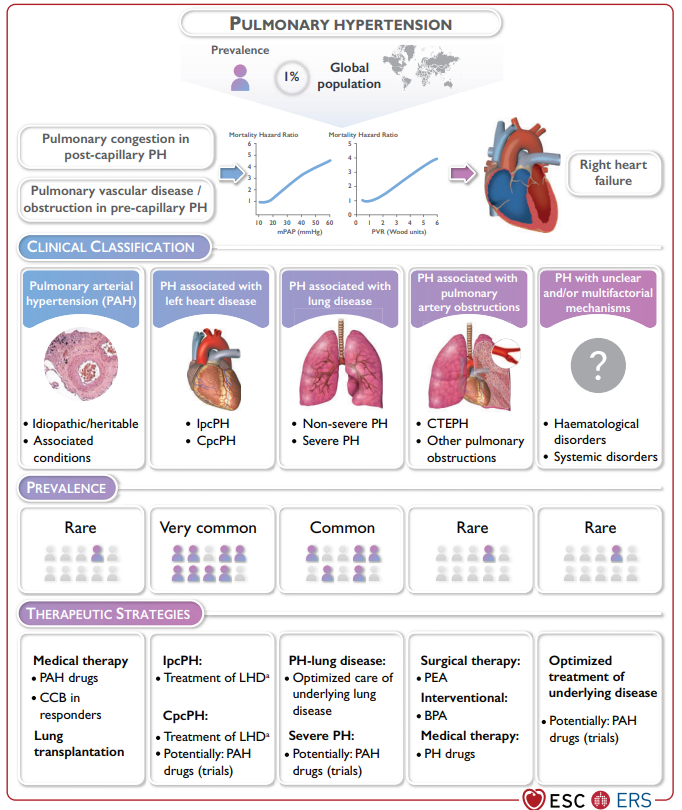 PULMONARY HYPERTENSION
Prevalence
1%
Global
population
Pulmonary congestion in
post-capillary PH
Pulmonary vascular disease /
obstruction in pre-capillary PH
Mortality Hazard Ratio
6
5
4
3
2
1
10 20 30 40 50 60
mPAP (mmHg)
Mortality Hazard Ratio
5
4
3
2
1
0
0 1 2 3 4 5 6
PVR (Wood units)
Right heart
failure
CLINICAL CLASSIFICATION
Pulmonary arterial
hypertension (PAH)
• Idiopathic/heritable
• Associated
conditions
PH associated with
left heart disease
• IpcPH
• CpcPH
PH associated with
lung disease
• Non-severe PH
• Severe PH
PH associated with
pulmonary
artery obstructions
• CTEPH
• Other pulmonary
obstructions
PH with unclear
and/or multifactorial
mechanisms
?
• Haematological
disorders
• Systemic disorders
PREVALENCE
Rare
Very common
Common
Rare
Rare
THERAPEUTIC STRATEGIES
Medical therapy
• PAH drugs
• CCB in
responders
Lung
transplantation
IpcPH:
• Treatment of LHDᵃ
CpcPH:
• Treatment of LHDᵃ
• Potentially: PAH
drugs (trials)
PH-lung disease:
• Optimized care of
underlying lung
disease
Severe PH:
• Potentially: PAH
drugs (trials)
Surgical therapy:
• PEA
Interventional:
• BPA
Medical therapy:
• PH drugs
Optimized
treatment of
underlying disease
• Potentially: PAH
drugs (trials)
ESC ERS